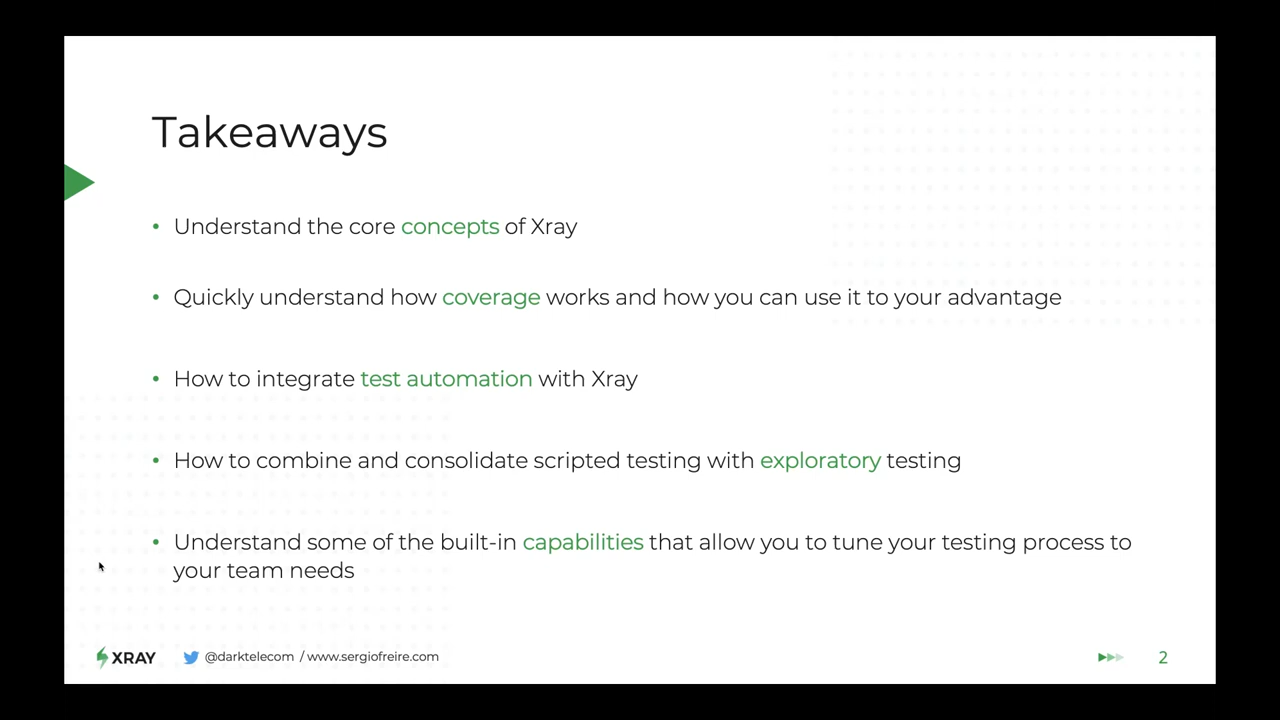 Takeaways
• Understand the core concepts of Xray
• Quickly understand how coverage works and how you can use it to your advantage
• How to integrate test automation with Xray
• How to combine and consolidate scripted testing with exploratory testing
• Understand some of the built-in capabilities that allow you to tune your testing process to
your team needs
XRAY @darktelecom / www.sergiofreire.com 2